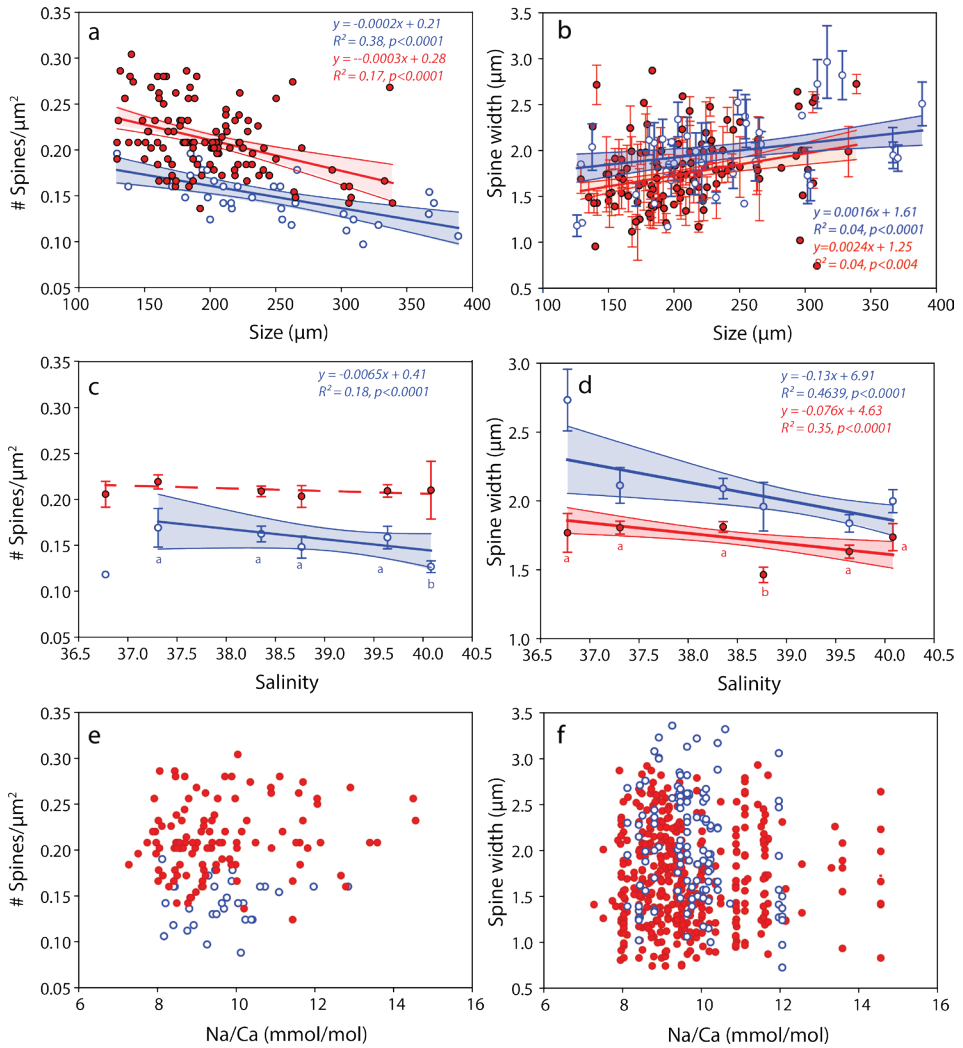 a
y = -0.0002x + 0.21
R² = 0.38, p<0.0001
y = --0.0003x + 0.28
R² = 0.17, p<0.0001
# Spines/μm²
0.35
0.30
0.25
0.20
0.15
0.10
0.05
100 150 200 250 300 350 400
Size (μm)
b
Spine width (μm)
3.5
3.0
2.5
2.0
1.5
1.0
0.5
y = 0.0016x + 1.61
R² = 0.04, p<0.0001
y=0.0024x + 1.25
R² = 0.04, p<0.004
100 150 200 250 300 350 400
Size (μm)
c
y = -0.0065x + 0.41
R² = 0.18, p<0.0001
# Spines/μm²
0.35
0.30
0.25
0.20
0.15
0.10
0.05
a a a a b
36.5 37.0 37.5 38.0 38.5 39.0 39.5 40.0 40.5
Salinity
d
y = -0.13x + 6.91
R² = 0.4639, p<0.0001
y = -0.076x + 4.63
R² = 0.35, p<0.0001
Spine width (μm)
3.0
2.5
2.0
1.5
1.0
a a a b a a
36.5 37.0 37.5 38.0 38.5 39.0 39.5 40.0 40.5
Salinity
e
# Spines/μm²
0.35
0.30
0.25
0.20
0.15
0.10
0.05
6 8 10 12 14 16
Na/Ca (mmol/mol)
f
Spine width (μm)
3.5
3.0
2.5
2.0
1.5
1.0
0.5
6 8 10 12 14 16
Na/Ca (mmol/mol)